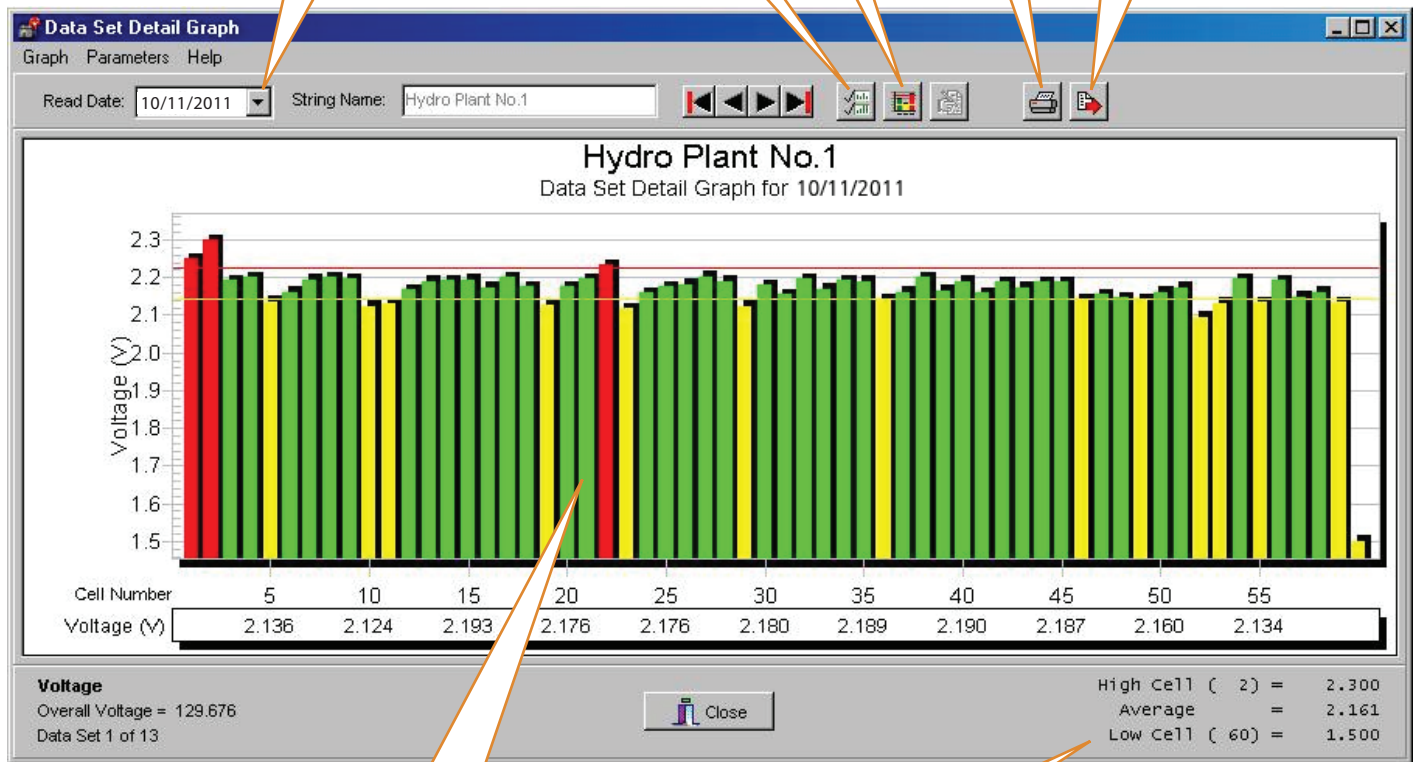 Data Set Detail Graph
Graph Parameters Help
Read Date: 10/11/2011 String Name: Hydro Plant No.1
Hydro Plant No.1
Data Set Detail Graph for 10/11/2011
2.3
2.2
2.1
2.0
1.9
1.8
1.7
1.6
1.5
Voltage (V)
Cell Number 5 10 15 20 25 30 35 40 45 50 55
Voltage (V) 2.136 2.124 2.193 2.176 2.176 2.180 2.189 2.190 2.187 2.160 2.134
Voltage
Overall Voltage = 129.676
Data Set 1 of 13
Close
High Cell ( 2) = 2.300
Average = 2.161
Low Cell ( 60) = 1.500